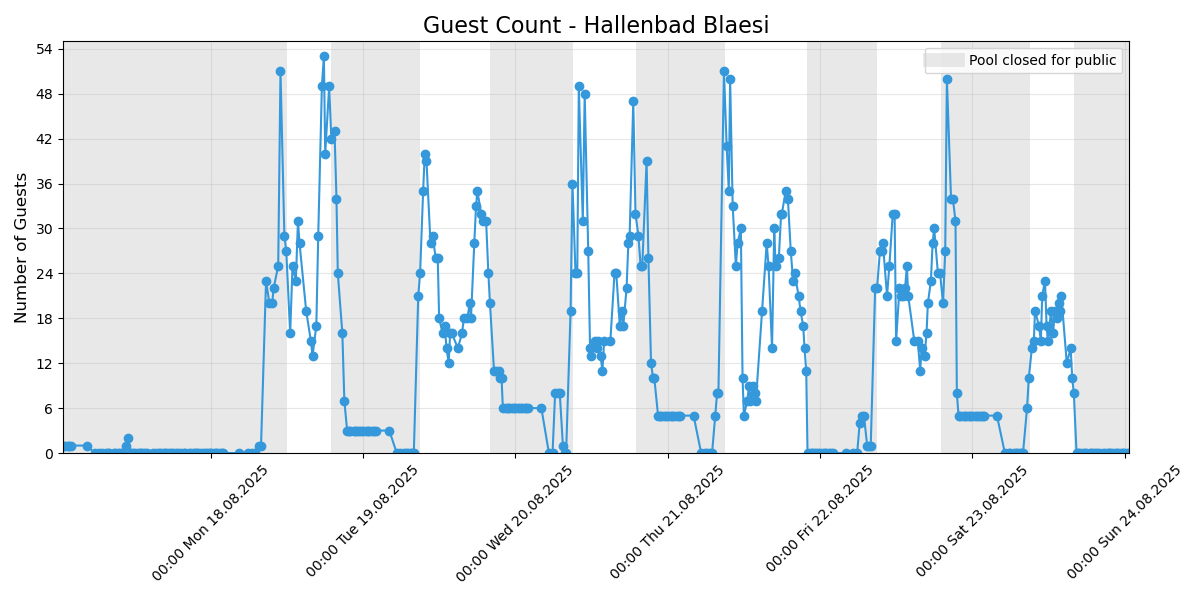 Guest Count - Hallenbad Blaesi
Number of Guests
54
48
42
36
30
24
18
12
6
0
Pool closed for public
00:00 Mon 18.08.2025
00:00 Tue 19.08.2025
00:00 Wed 20.08.2025
00:00 Thu 21.08.2025
00:00 Fri 22.08.2025
00:00 Sat 23.08.2025
00:00 Sun 24.08.2025